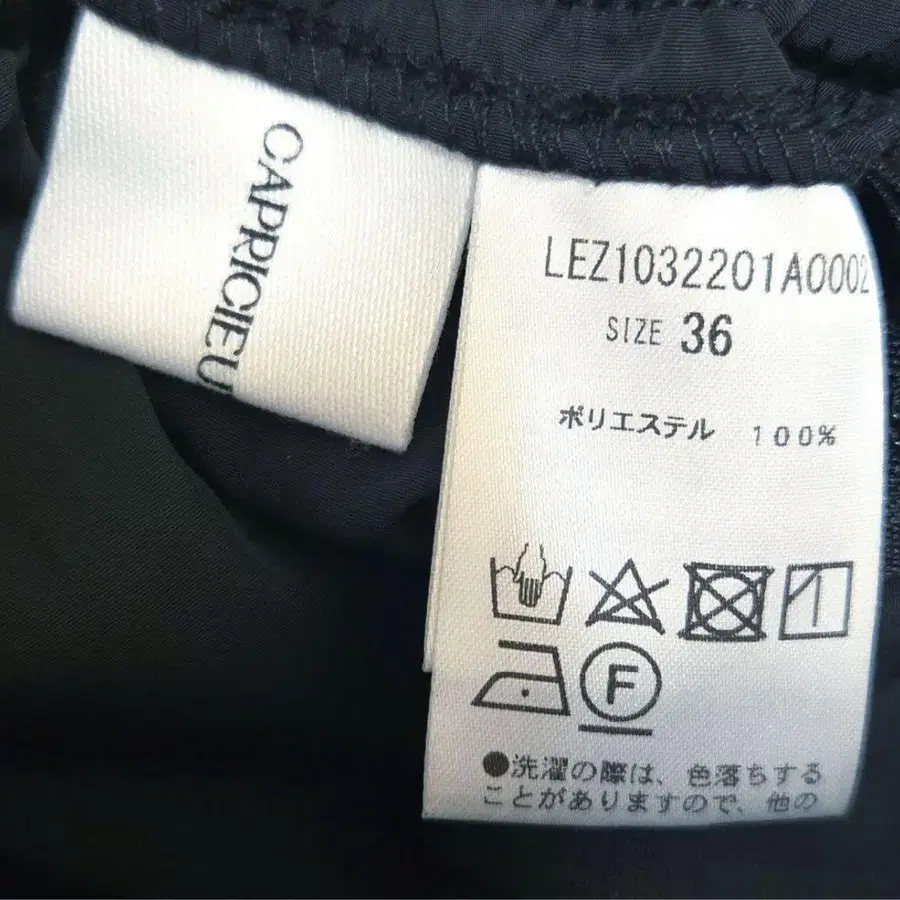 CAPRICIEU
LEZ1032201A0002
SIZE 36
ポリエステル 100%
F
●洗濯の際は、色落ちする
ことがありますので、他の